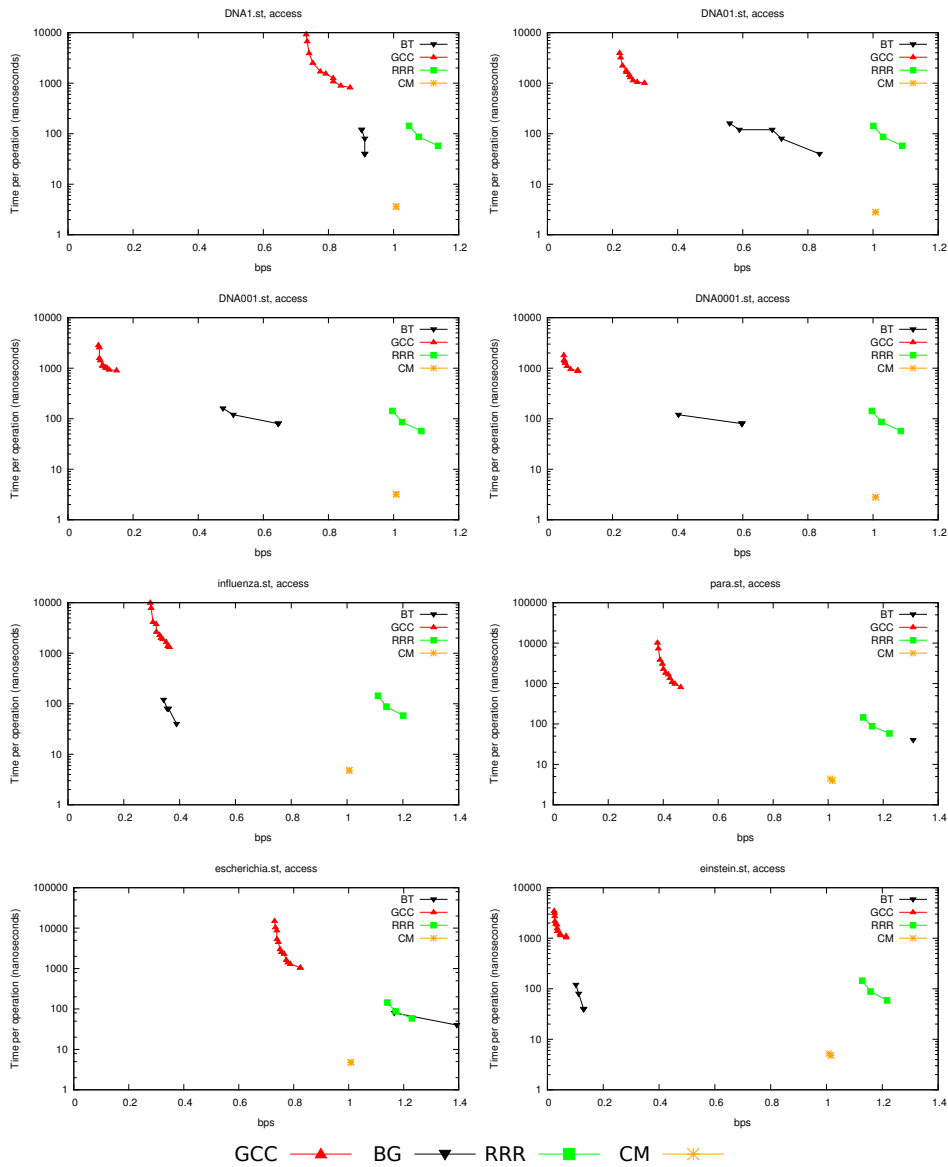 DNA1.st, access
Time per operation (nanoseconds)
10000
1000
100
10
1
BT
GCC
RRR
CM
0 0.2 0.4 0.6 0.8 1 1.2
bps
DNA01.st, access
Time per operation (nanoseconds)
10000
1000
100
10
1
BT
GCC
RRR
CM
0 0.2 0.4 0.6 0.8 1 1.2
bps
DNA001.st, access
Time per operation (nanoseconds)
10000
1000
100
10
1
BT
GCC
RRR
CM
0 0.2 0.4 0.6 0.8 1 1.2
bps
DNA0001.st, access
Time per operation (nanoseconds)
10000
1000
100
10
1
BT
GCC
RRR
CM
0 0.2 0.4 0.6 0.8 1 1.2
bps
influenza.st, access
Time per operation (nanoseconds)
10000
1000
100
10
1
BT
GCC
RRR
CM
0 0.2 0.4 0.6 0.8 1 1.2 1.4
bps
para.st, access
Time per operation (nanoseconds)
100000
10000
1000
100
10
1
BT
GCC
RRR
CM
0 0.2 0.4 0.6 0.8 1 1.2 1.4
bps
escherichia.st, access
Time per operation (nanoseconds)
100000
10000
1000
100
10
1
BT
GCC
RRR
CM
0 0.2 0.4 0.6 0.8 1 1.2 1.4
bps
einstein.st, access
Time per operation (nanoseconds)
10000
1000
100
10
1
BT
GCC
RRR
CM
0 0.2 0.4 0.6 0.8 1 1.2 1.4
bps
GCC BG RRR CM